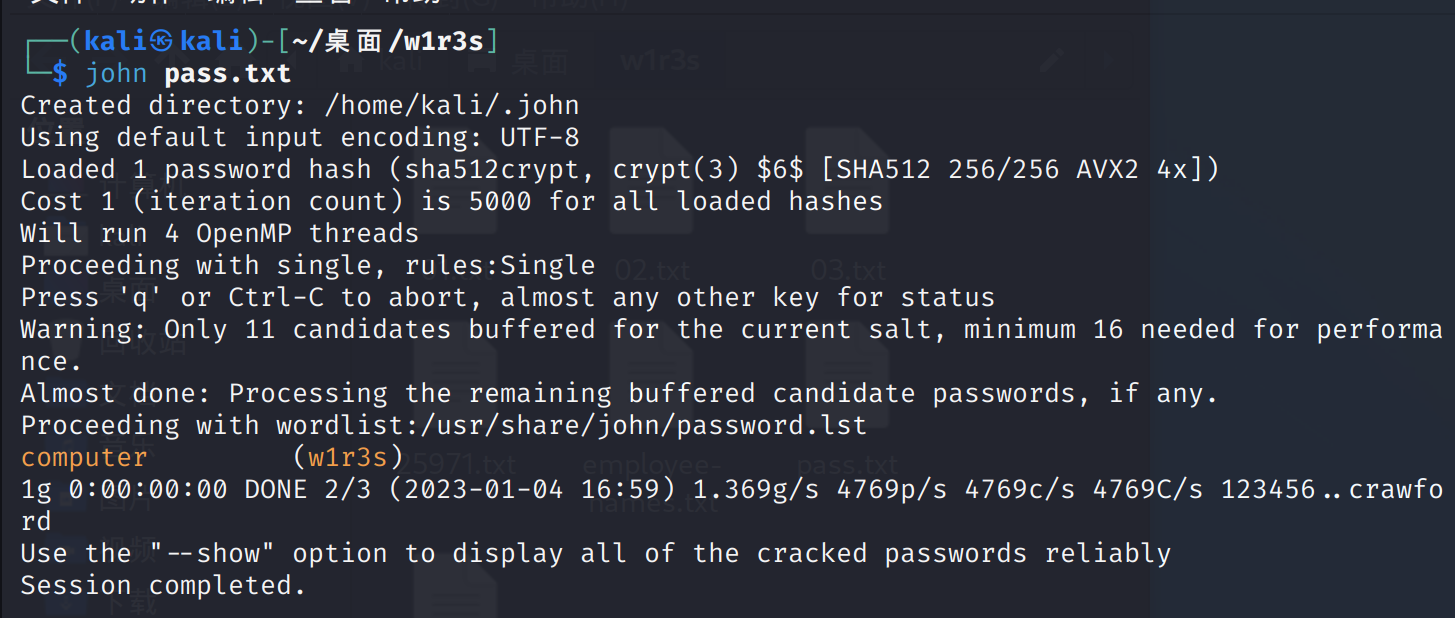 ┌──(kali㉿kali)-[~/桌面/w1r3s]
└─$ john pass.txt
Created directory: /home/kali/.john
Using default input encoding: UTF-8
Loaded 1 password hash (sha512crypt, crypt(3) $6$ [SHA512 256/256 AVX2 4x])
Cost 1 (iteration count) is 5000 for all loaded hashes
Will run 4 OpenMP threads
Proceeding with single, rules:Single
Press 'q' or Ctrl-C to abort, almost any other key for status
Warning: Only 11 candidates buffered for the current salt, minimum 16 needed for performa
nce.
Almost done: Processing the remaining buffered candidate passwords, if any.
Proceeding with wordlist:/usr/share/john/password.lst
computer         (w1r3s)
1g 0:00:00:00 DONE 2/3 (2023-01-04 16:59) 1.369g/s 4769p/s 4769c/s 4769C/s 123456..crawfo
rd
Use the "--show" option to display all of the cracked passwords reliably
Session completed.